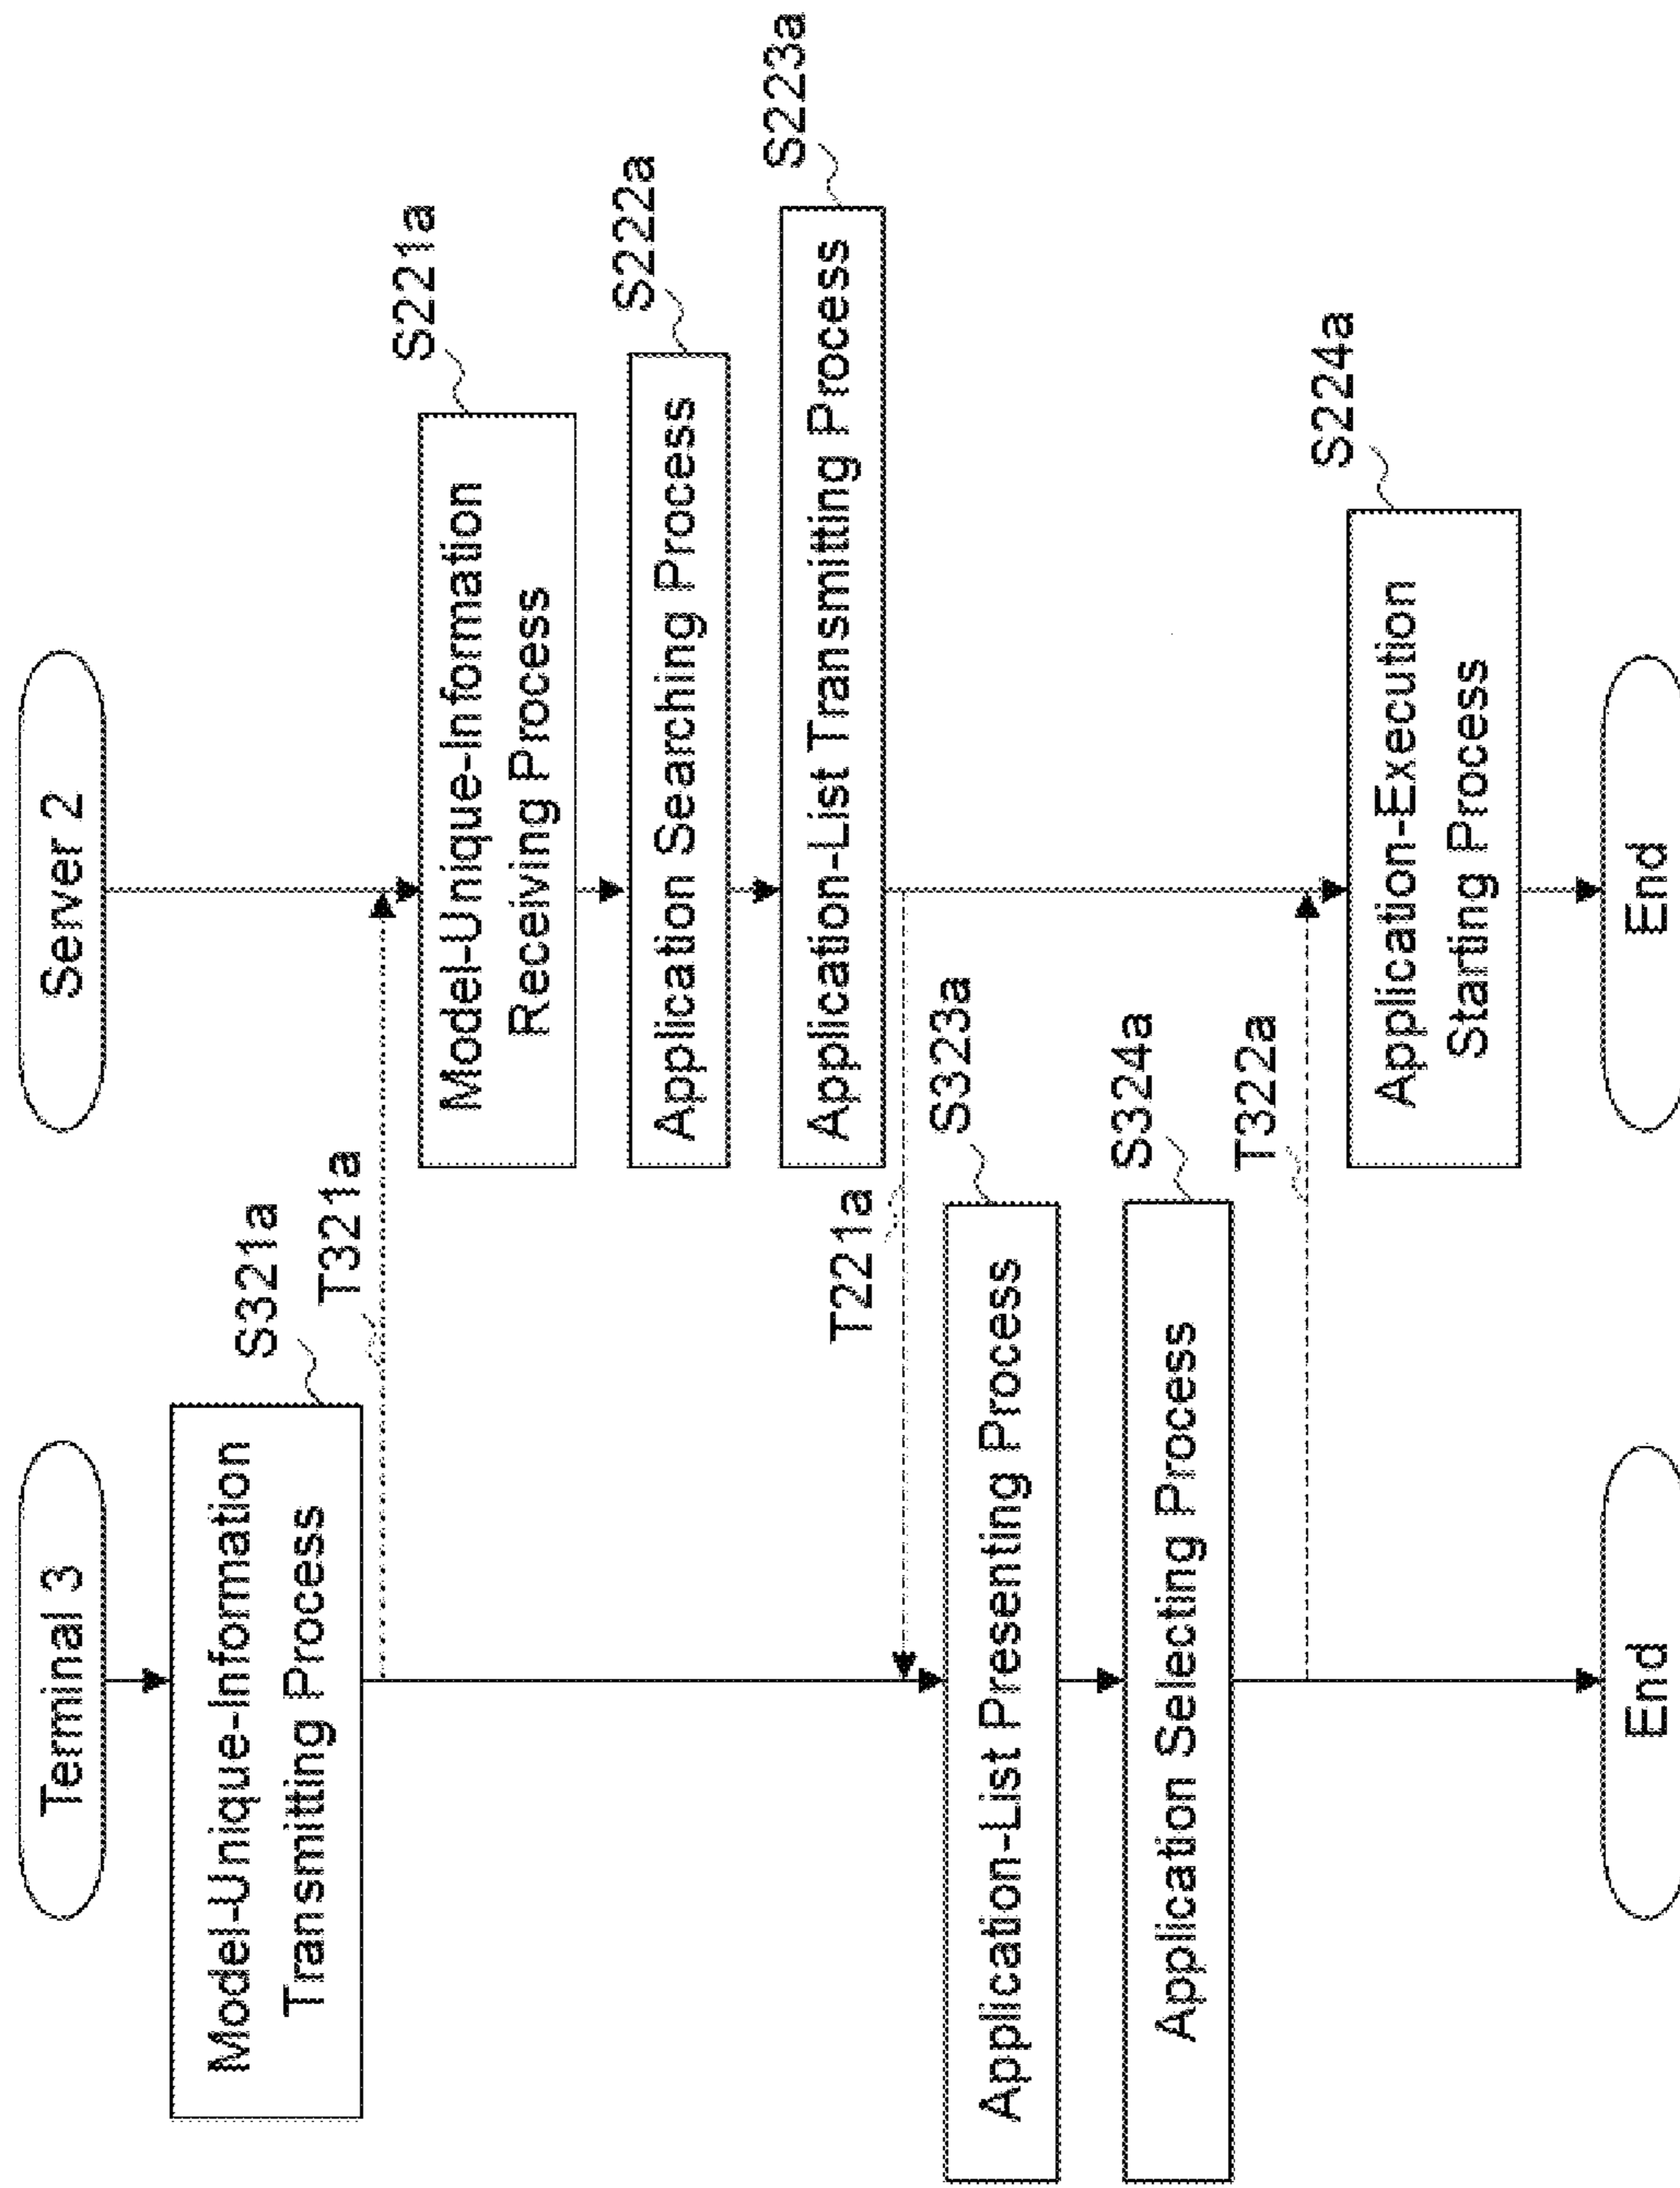 Terminal 3
Server 2
Model-Unique-Information
Transmitting Process
S321a
T321a
Model-Unique-Information
Receiving Process
S221a
Application Searching Process
S222a
Application-List Transmitting Process
S223a
T221a
Application-List Presenting Process
S323a
Application Selecting Process
S324a
T322a
Application-Execution
Starting Process
S224a
End
End